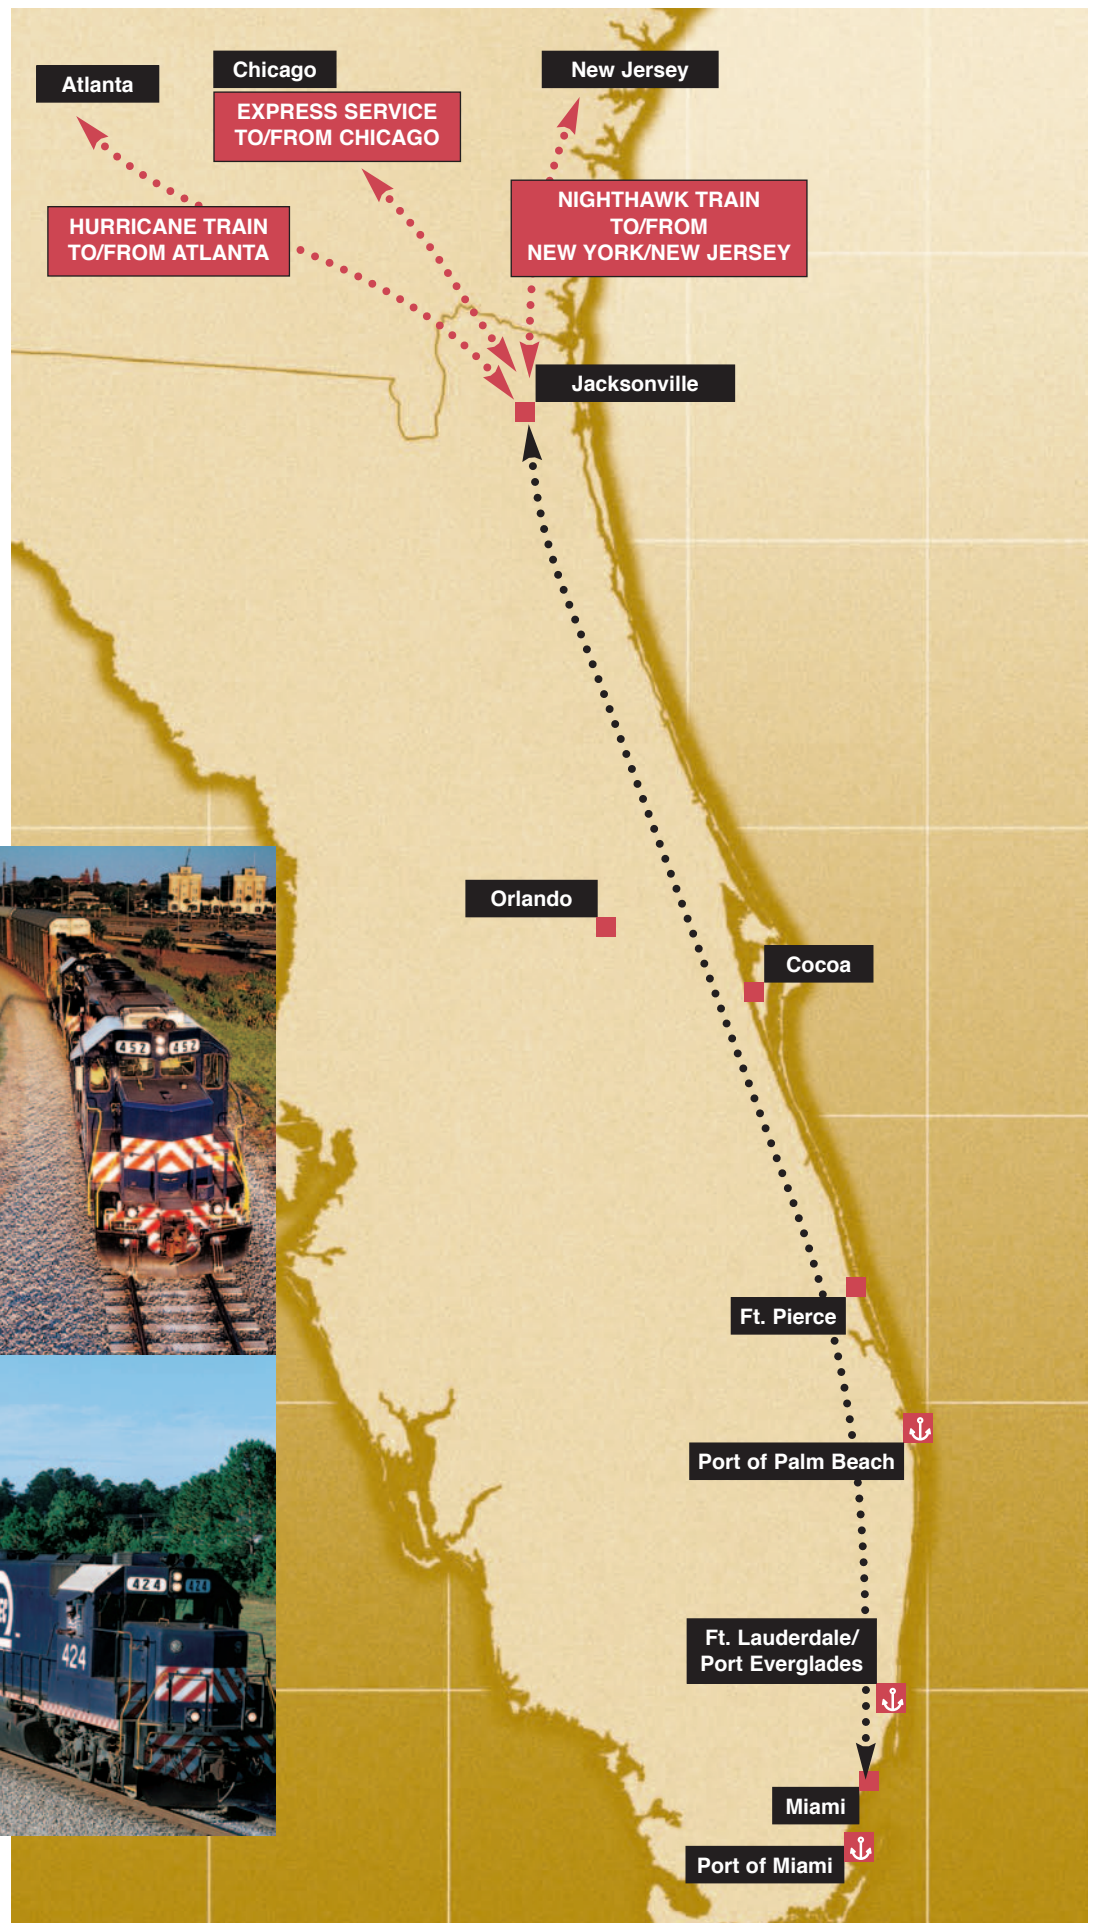 Atlanta
Chicago
EXPRESS SERVICE
TO/FROM CHICAGO
New Jersey
HURRICANE TRAIN
TO/FROM ATLANTA
NIGHTHAWK TRAIN
TO/FROM
NEW YORK/NEW JERSEY
Jacksonville
Orlando
Cocoa
452 452
Ft. Pierce
Port of Palm Beach
424 424
424
Ft. Lauderdale/
Port Everglades
Miami
Port of Miami